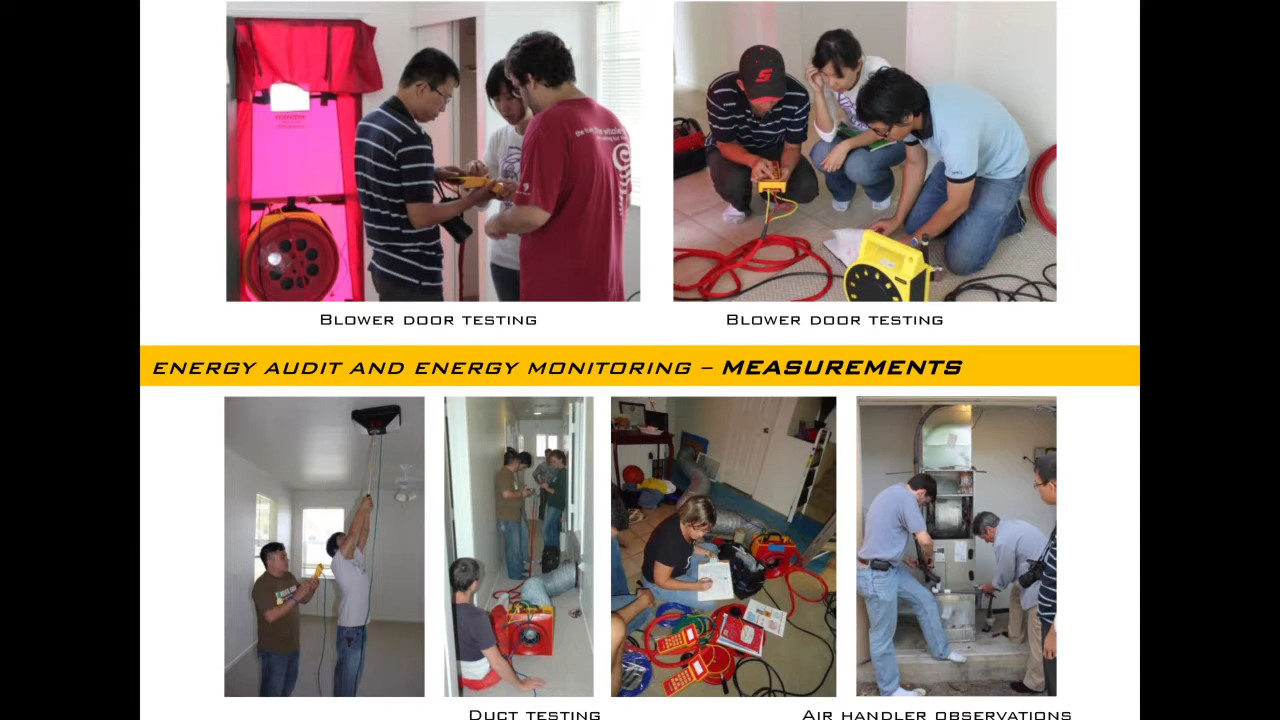 BLOWER DOOR TESTING
BLOWER DOOR TESTING
ENERGY AUDIT AND ENERGY MONITORING – MEASUREMENTS
DUCT TESTING
AIR HANDLER OBSERVATIONS